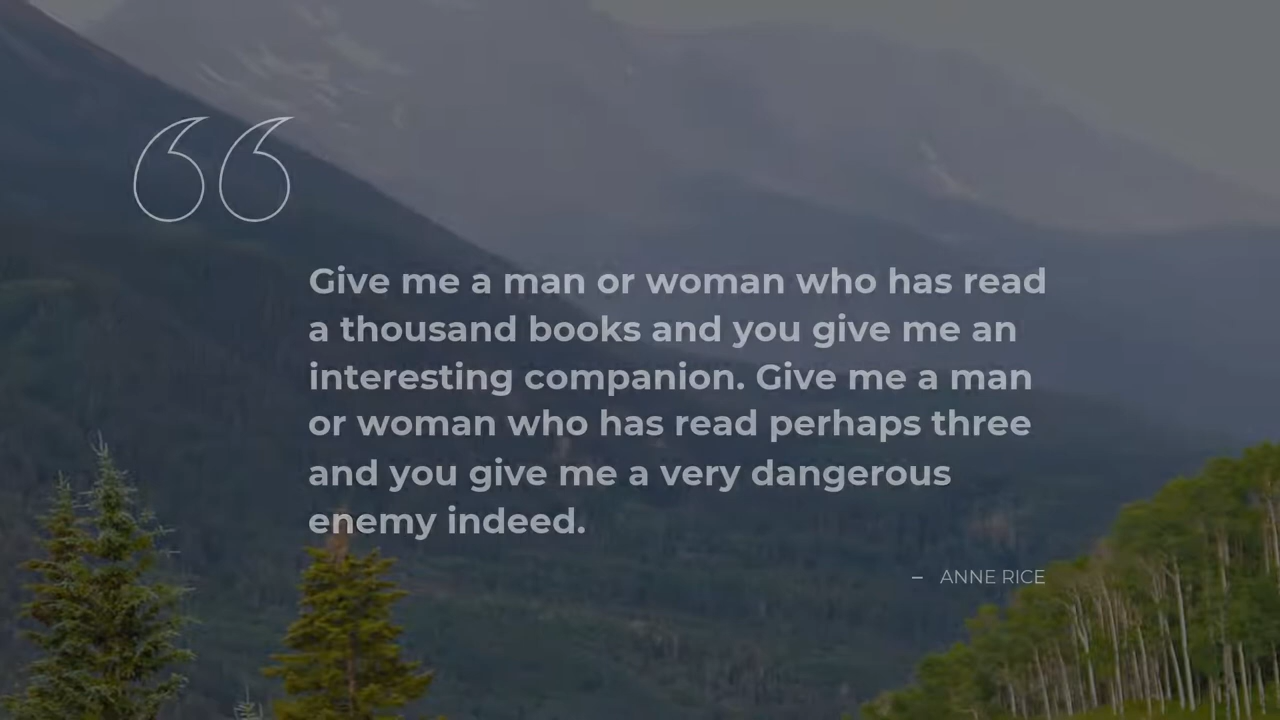 Give me a man or woman who has read
a thousand books and you give me an
interesting companion. Give me a man
or woman who has read perhaps three
and you give me a very dangerous
enemy indeed.
– ANNE RICE